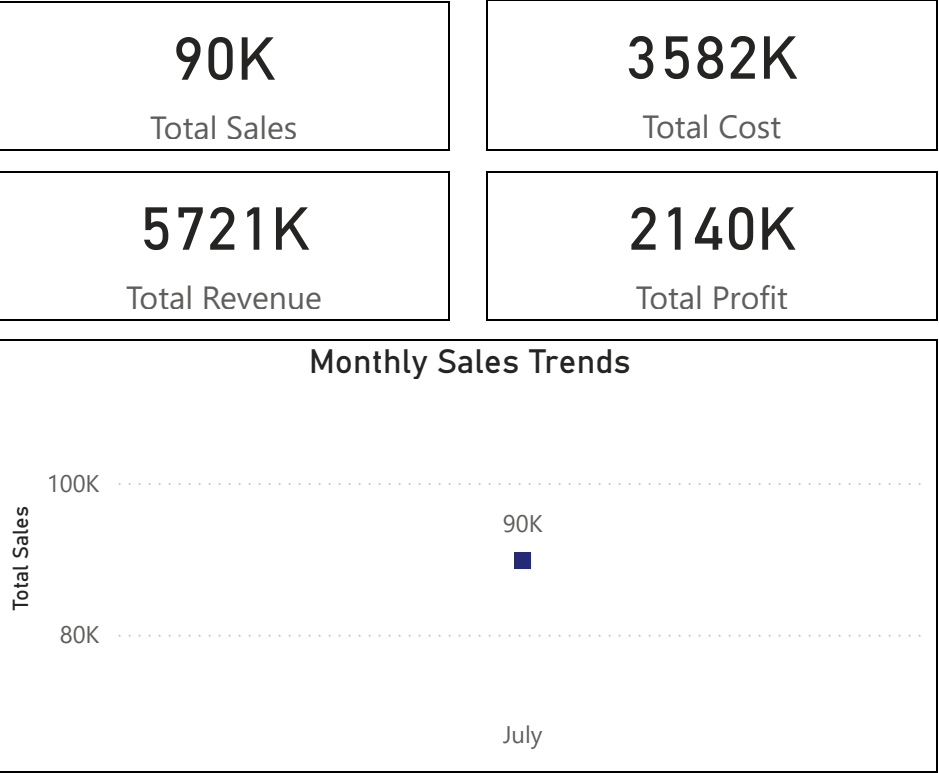 90K
Total Sales
3582K
Total Cost
5721K
Total Revenue
2140K
Total Profit
Monthly Sales Trends
Total Sales
100K
90K
80K
July